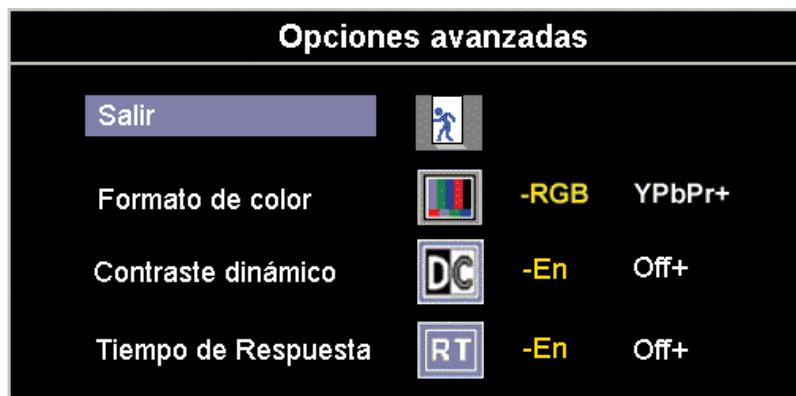 Opciones avanzadas
Salir
Formato de color -RGB YPbPr+
Contraste dinámico DC -En Off+
Tiempo de Respuesta RT -En Off+